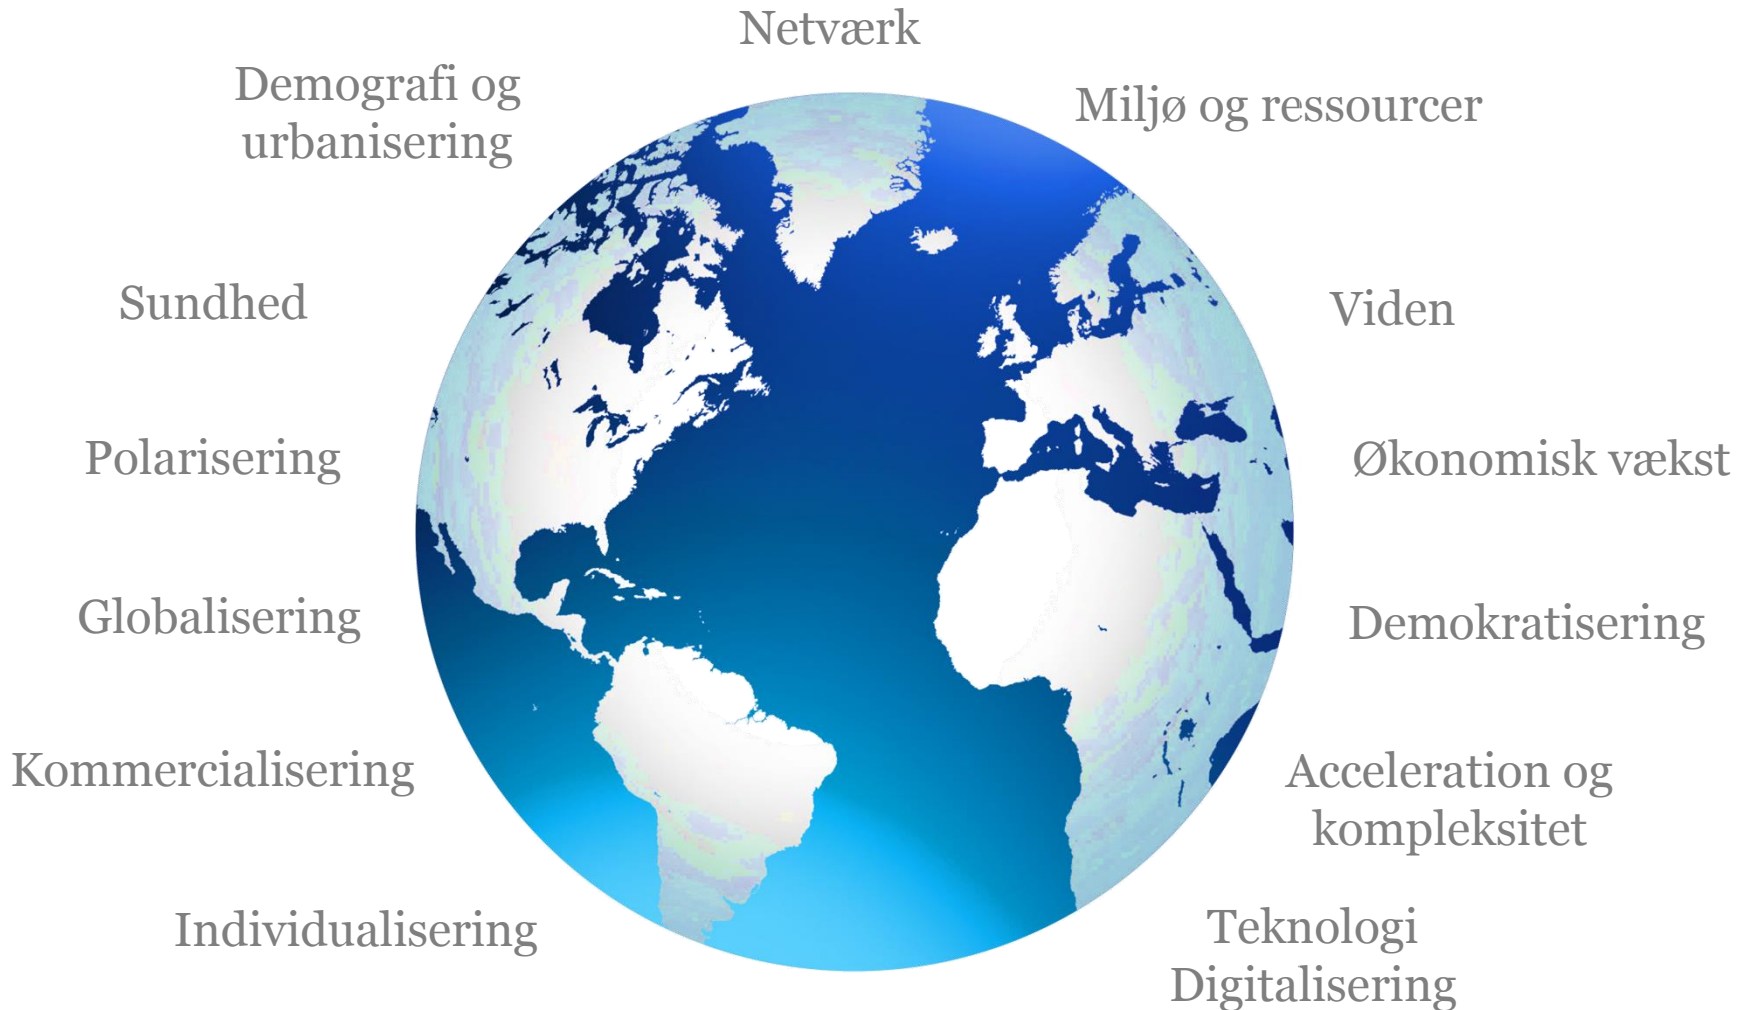 Netværk
Demografi og
urbanisering
Miljø og ressourcer
Sundhed
Viden
Polarisering
Økonomisk vækst
Globalisering
Demokratisering
Kommercialisering
Acceleration og
kompleksitet
Individualisering
Teknologi
Digitalisering